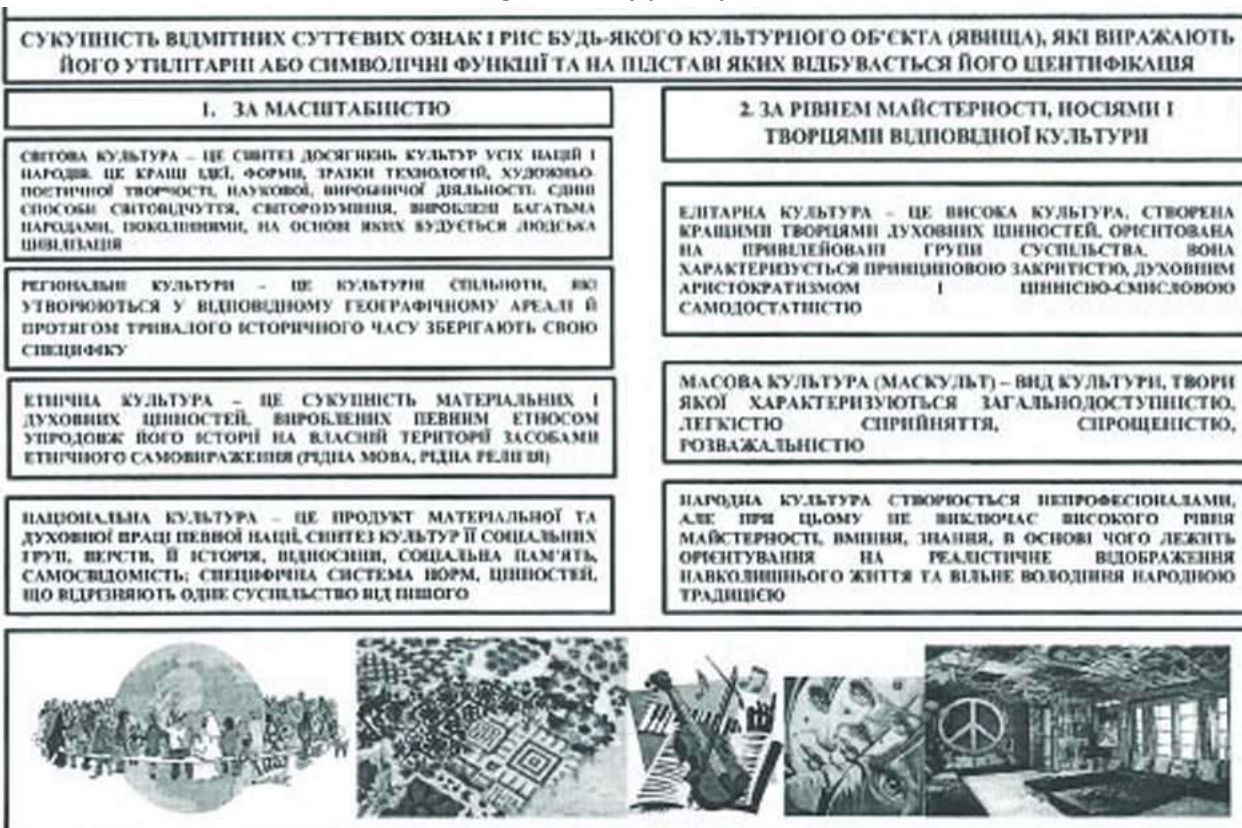 СУКУПНІСТЬ ВІДМІТНИХ СУТТЄВИХ ОЗНАК І РИС БУДЬ-ЯКОГО КУЛЬТУРНОГО ОБ'ЄКТА (ЯВИЩА), ЯКІ ВИРАЖАЮТЬ
ЙОГО УТИЛІТАРНІ АБО СИМВОЛІЧНІ ФУНКЦІЇ ТА НА ПІДСТАВІ ЯКИХ ВІДБУВАЄТЬСЯ ЙОГО ІДЕНТИФІКАЦІЯ
1. ЗА МАСШТАБНІСТЮ
СВІТОВА КУЛЬТУРА – ЦЕ СИНТЕЗ ДОСЯГНЕНЬ КУЛЬТУР УСІХ НАЦІЙ І
НАРОДІВ. ЦЕ КРАЩІ ІДЕЇ, ФОРМИ, ЗРАЗКИ ТЕХНОЛОГІЙ, ХУДОЖНЬО-
ПОЕТИЧНОЇ ТВОРЧОСТІ, НАУКОВОЇ, ВИРОБНИЧОЇ ДІЯЛЬНОСТІ. ЄДИНІ
СПОСОБИ СВІТОВІДЧУТТЯ, СВІТОРОЗУМІННЯ, ВИРОБЛЕНІ БАГАТЬМА
НАРОДАМИ, ПОКОЛІННЯМИ, НА ОСНОВІ ЯКИХ БУДУЄТЬСЯ ЛЮДСЬКА
ЦИВІЛІЗАЦІЯ
РЕГІОНАЛЬНІ КУЛЬТУРИ – ЦЕ КУЛЬТУРНІ СПІЛЬНОТИ, ЯКІ
УТВОРЮЮТЬСЯ У ВІДПОВІДНОМУ ГЕОГРАФІЧНОМУ АРЕАЛІ Й
ПРОТЯГОМ ТРИВАЛОГО ІСТОРИЧНОГО ЧАСУ ЗБЕРІГАЮТЬ СВОЮ
СПЕЦИФІКУ
ЕТНІЧНА КУЛЬТУРА – ЦЕ СУКУПНІСТЬ МАТЕРІАЛЬНИХ І
ДУХОВНИХ ЦІННОСТЕЙ, ВИРОБЛЕНИХ ПЕВНИМ ЕТНОСОМ
УПРОДОВЖ ЙОГО ІСТОРІЇ НА ВЛАСНІЙ ТЕРИТОРІЇ ЗАСОБАМИ
ЕТНІЧНОГО САМОВИРАЖЕННЯ (РІДНА МОВА, РІДНА РЕЛІГІЯ)
НАЦІОНАЛЬНА КУЛЬТУРА – ЦЕ ПРОДУКТ МАТЕРІАЛЬНОЇ ТА
ДУХОВНОЇ ПРАЦІ ПЕВНОЇ НАЦІЇ, СИНТЕЗ КУЛЬТУР ЇЇ СОЦІАЛЬНИХ
ГРУП, ВЕРСТВ, ЇЇ ІСТОРІЯ, ВІДНОСИНИ, СОЦІАЛЬНА ПАМ'ЯТЬ,
САМОСВІДОМІСТЬ; СПЕЦИФІЧНА СИСТЕМА НОРМ, ЦІННОСТЕЙ,
ЩО ВІДРІЗНЯЮТЬ ОДНЕ СУСПІЛЬСТВО ВІД ІНШОГО
2. ЗА РІВНЕМ МАЙСТЕРНОСТІ, НОСІЯМИ І
ТВОРЦЯМИ ВІДПОВІДНОЇ КУЛЬТУРИ
ЕЛІТАРНА КУЛЬТУРА – ЦЕ ВИСОКА КУЛЬТУРА, СТВОРЕНА
КРАЩИМИ ТВОРЦЯМИ ДУХОВНИХ ЦІННОСТЕЙ, ОРІЄНТОВАНА
НА ПРИВІЛЕЙОВАНІ ГРУПИ СУСПІЛЬСТВА. ВОНА
ХАРАКТЕРИЗУЄТЬСЯ ПРИНЦИПОВОЮ ЗАКРИТІСТЮ, ДУХОВНИМ
АРИСТОКРАТИЗМОМ І ЦІННІСНО-СМИСЛОВОЮ
САМОДОСТАТНІСТЮ
МАСОВА КУЛЬТУРА (МАСКУЛЬТ) – ВИД КУЛЬТУРИ, ТВОРИ
ЯКОЇ ХАРАКТЕРИЗУЮТЬСЯ ЗАГАЛЬНОДОСТУПНІСТЮ,
ЛЕГКІСТЮ СПРИЙНЯТТЯ, СПРОЩЕНІСТЮ,
РОЗВАЖАЛЬНІСТЮ
НАРОДНА КУЛЬТУРА СТВОРЮЄТЬСЯ НЕПРОФЕСІОНАЛАМИ,
АЛЕ ПРИ ЦЬОМУ НЕ ВИКЛЮЧАЄ ВИСОКОГО РІВНЯ
МАЙСТЕРНОСТІ, ВМІННЯ, ЗНАННЯ, В ОСНОВІ ЧОГО ЛЕЖИТЬ
ОРІЄНТУВАННЯ НА РЕАЛІСТИЧНЕ ВІДОБРАЖЕННЯ
НАВКОЛИШНЬОГО ЖИТТЯ ТА ВІЛЬНЕ ВОЛОДІННЯ НАРОДНОЮ
ТРАДИЦІЄЮ